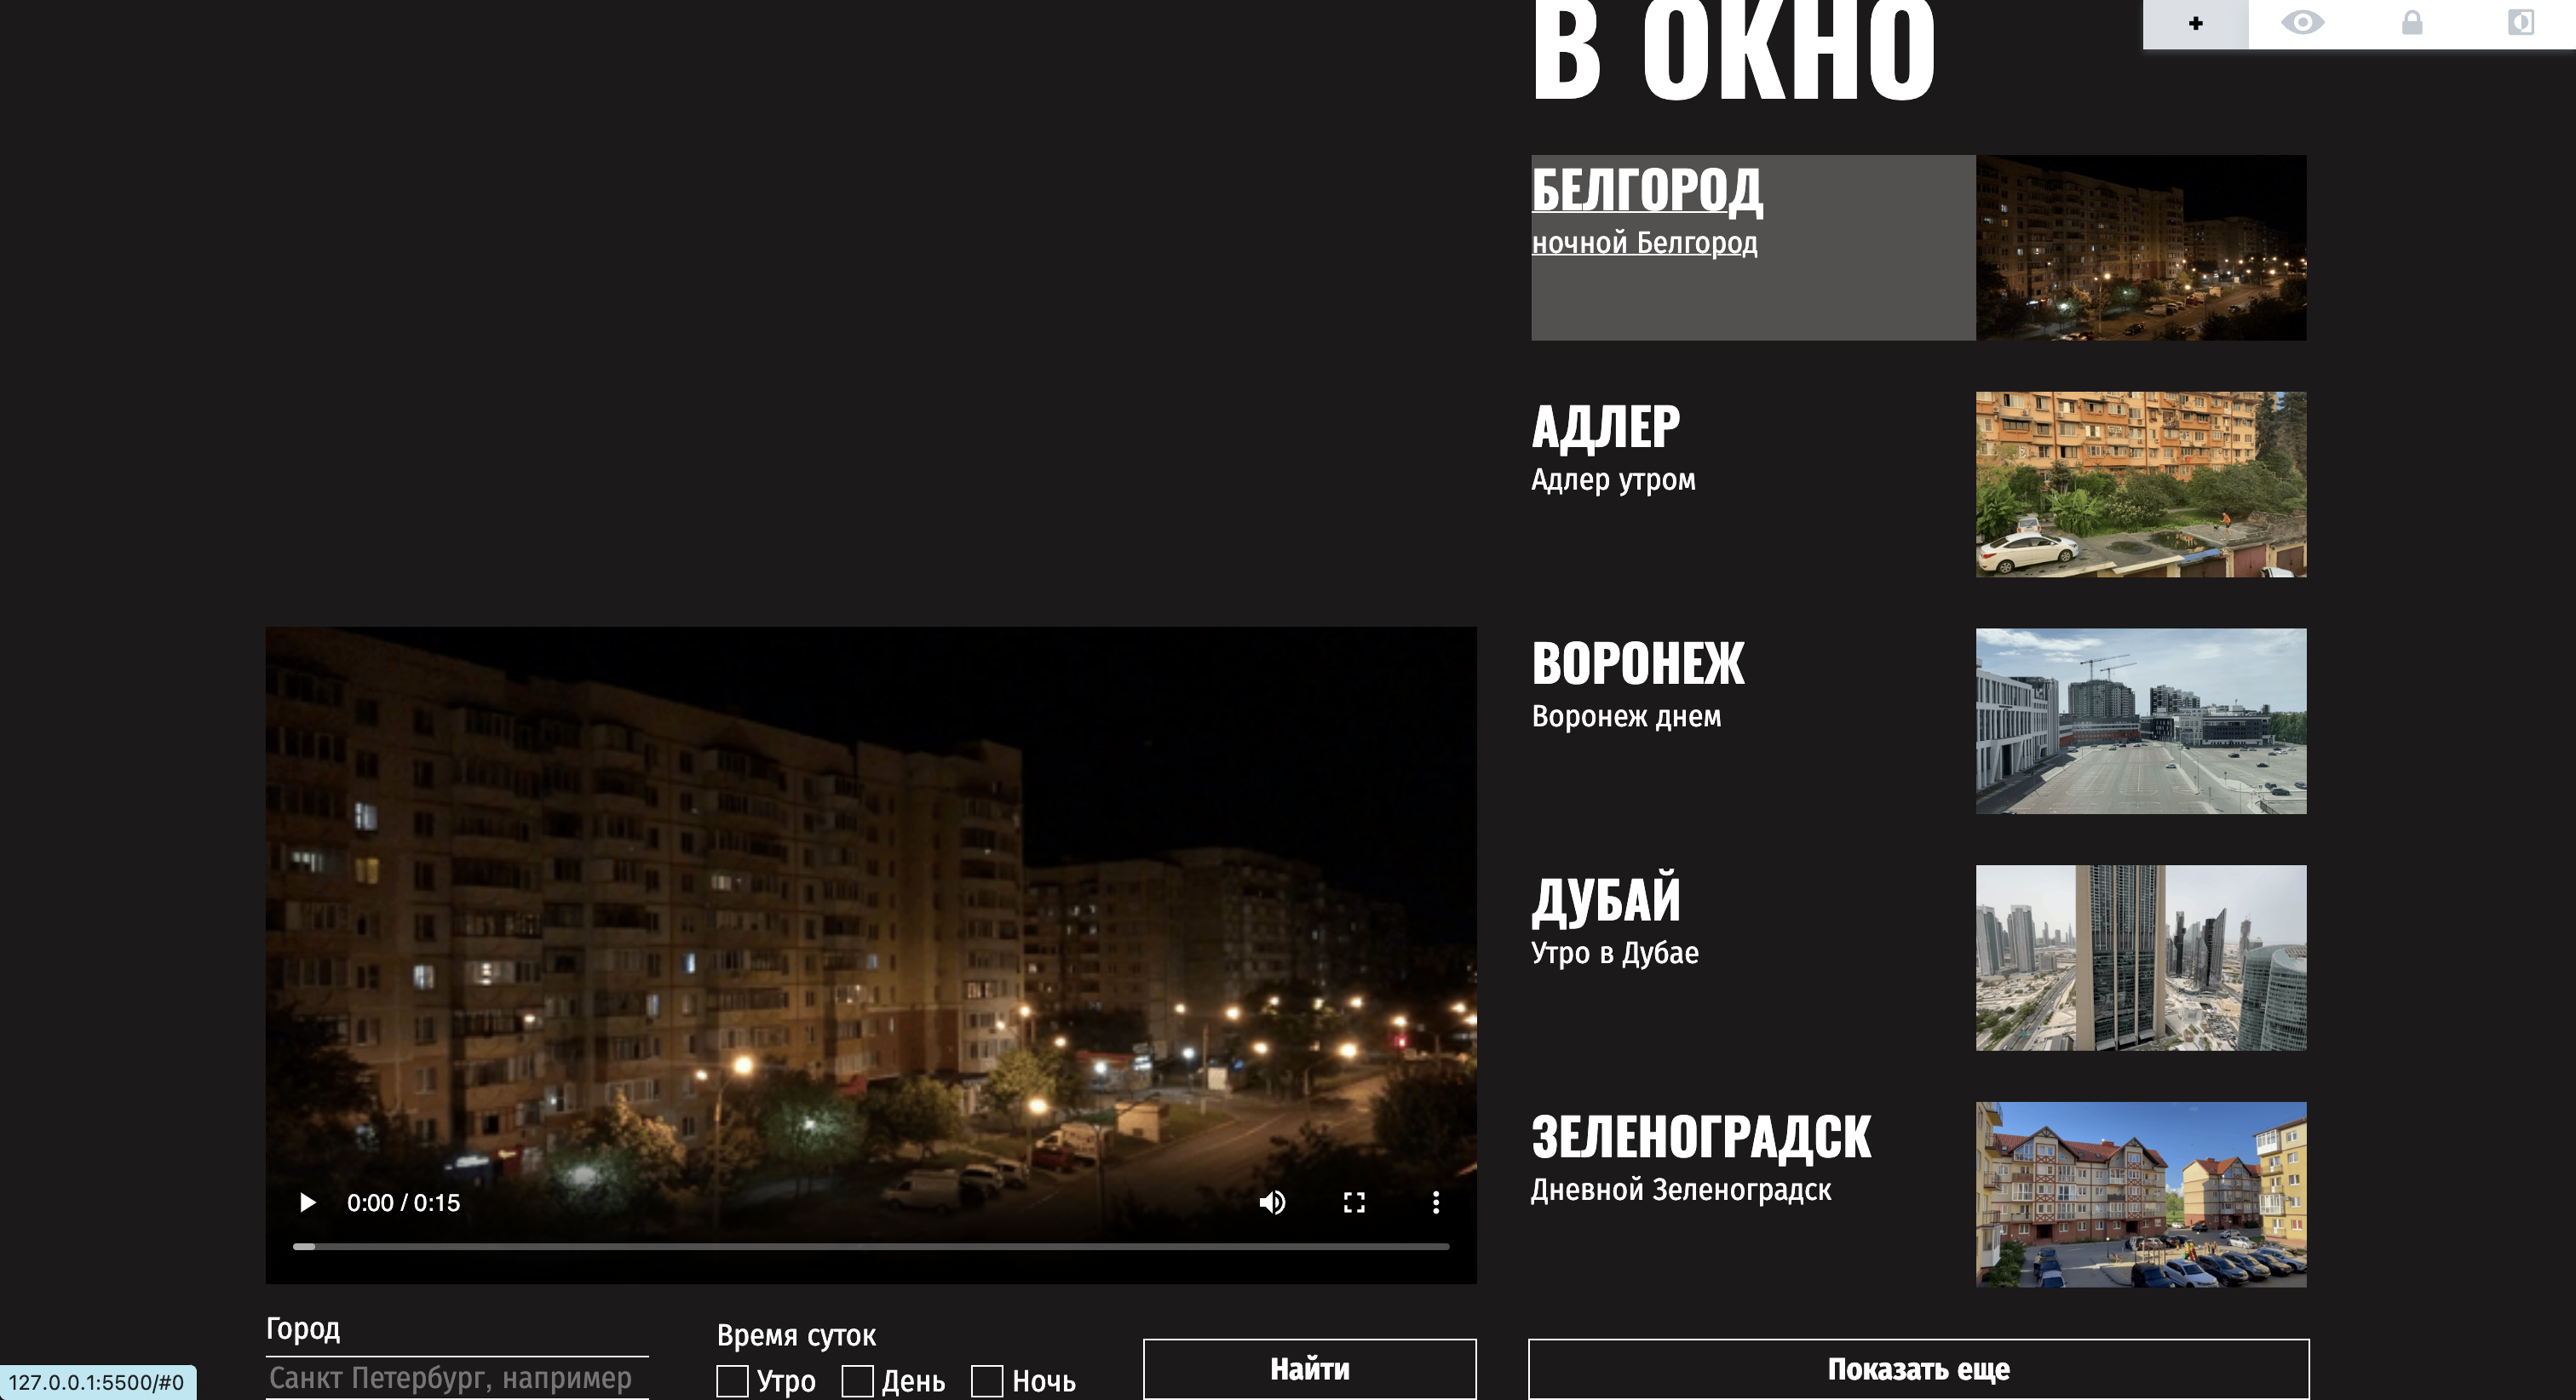 В ОКНО
+
БЕЛГОРОД
ночной Белгород
АДЛЕР
Адлер утром
ВОРОНЕЖ
Воронеж днем
ДУБАЙ
Утро в Дубае
ЗЕЛЕНОГРАДСК
Дневной Зеленоградск
0:00 / 0:15
Город
Санкт Петербург, например
Время суток
Утро День Ночь
Найти
Показать еще
127.0.0.1:5500/#0